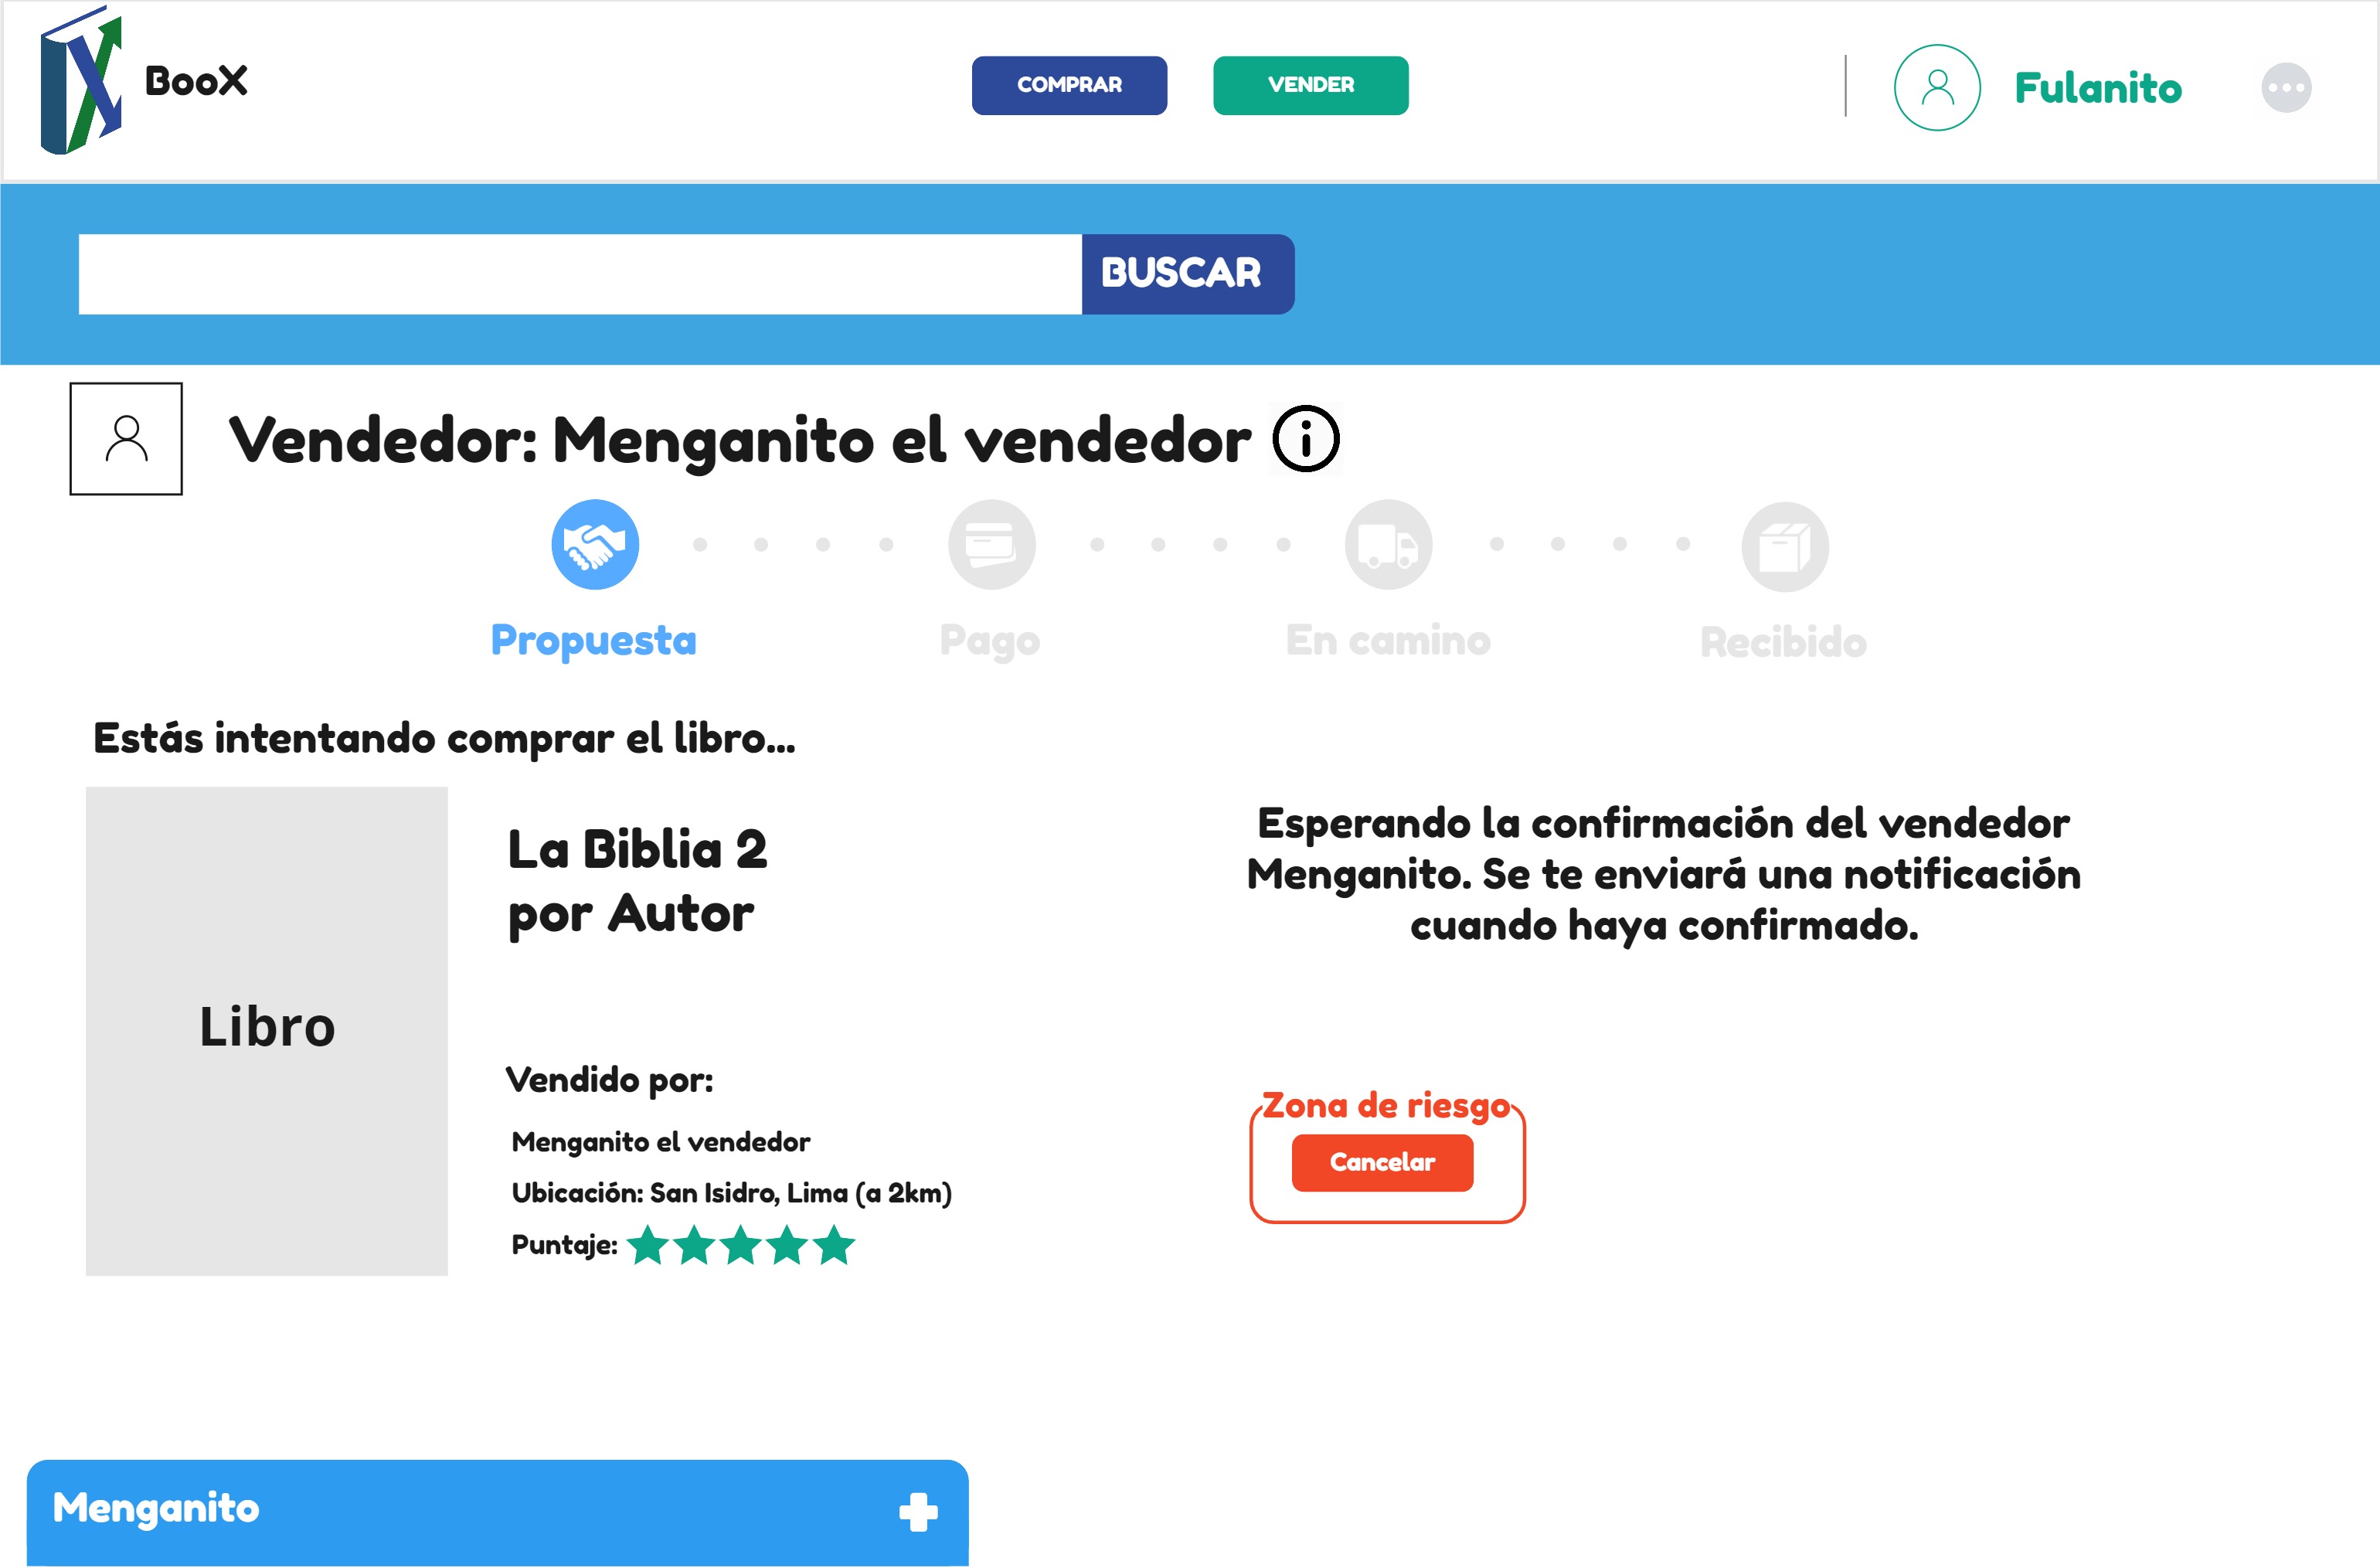 BooX
COMPRAR
VENDER
Fulanito
BUSCAR
Vendedor: Menganito el vendedor
Propuesta
Pago
En camino
Recibido
Estás intentando comprar el libro...
Libro
La Biblia 2
por Autor
Vendido por:
Menganito el vendedor
Ubicación: San Isidro, Lima (a 2km)
Puntaje:
Esperando la confirmación del vendedor
Menganito. Se te enviará una notificación
cuando haya confirmado.
Zona de riesgo
Cancelar
Menganito